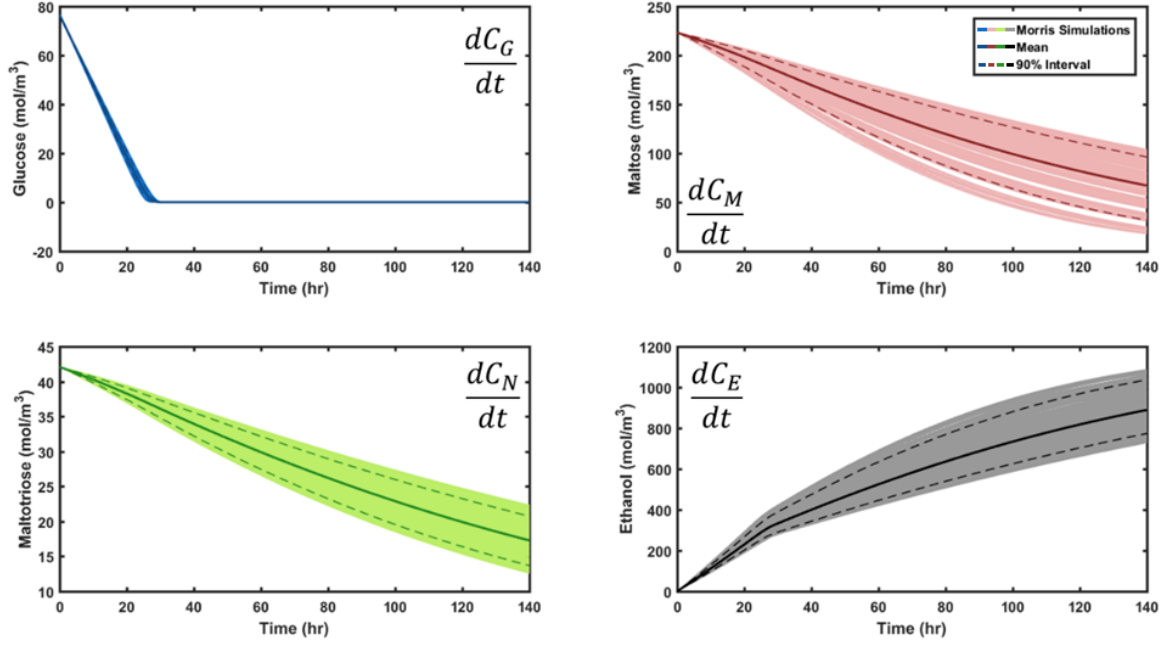 80
60
40
20
0
-20
Glucose (mol/m³)
0 20 40 60 80 100 120 140
Time (hr)
dC_G
dt
250
200
150
100
50
0
Maltose (mol/m³)
0 20 40 60 80 100 120 140
Time (hr)
dC_M
dt
Morris Simulations
Mean
90% Interval
45
40
35
30
25
20
15
10
Maltotriose (mol/m³)
0 20 40 60 80 100 120 140
Time (hr)
dC_N
dt
1200
1000
800
600
400
200
0
Ethanol (mol/m³)
0 20 40 60 80 100 120 140
Time (hr)
dC_E
dt